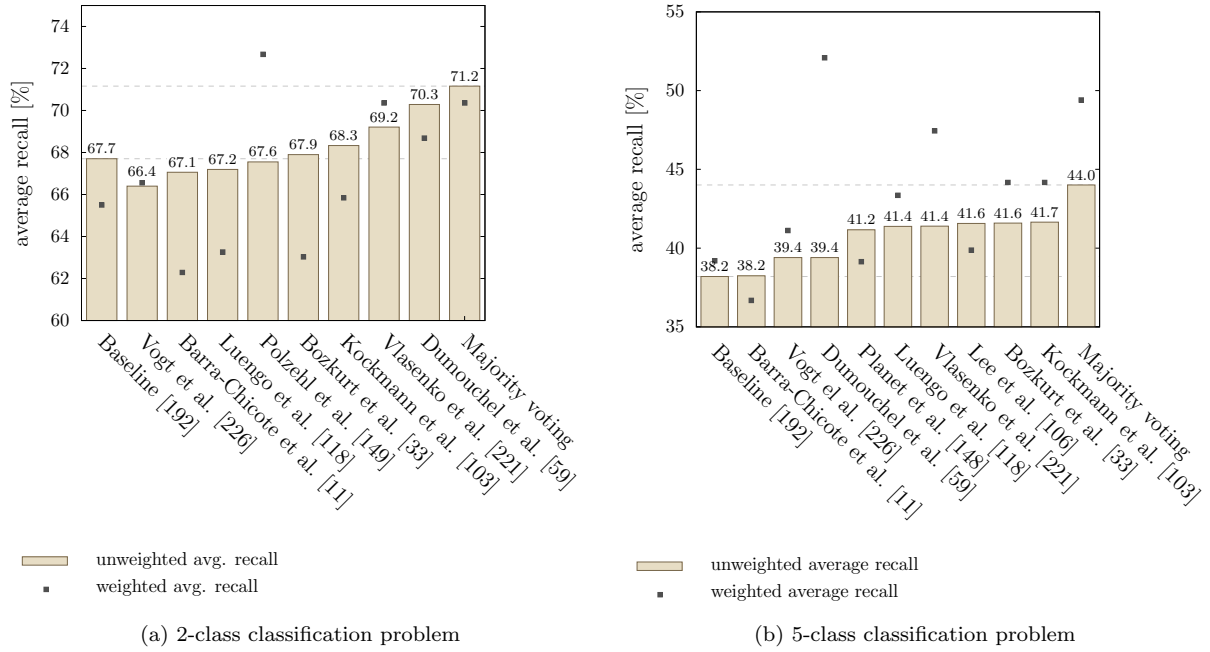 74
72
70
68
66
64
62
60
average recall [%]
67.7
66.4
67.1
67.2
67.6
67.9
68.3
69.2
70.3
71.2
Baseline [192]
Vogt et al. [226]
Barra-Chicote et al. [11]
Luengo et al. [118]
Polzehl et al. [149]
Bozkurt et al. [33]
Kockmann et al. [103]
Vlasenko et al. [221]
Dumouchel et al. [59]
Majority voting
unweighted avg. recall
weighted avg. recall
(a) 2-class classification problem
55
50
45
40
35
average recall [%]
38.2
38.2
39.4
39.4
41.2
41.4
41.4
41.6
41.6
41.7
44.0
Baseline [192]
Barra-Chicote et al. [11]
Vogt el al. [226]
Dumouchel et al. [59]
Planet et al. [148]
Luengo et al. [118]
Vlasenko et al. [221]
Lee et al. [106]
Bozkurt et al. [33]
Kockmann et al. [103]
Majority voting
unweighted average recall
weighted average recall
(b) 5-class classification problem